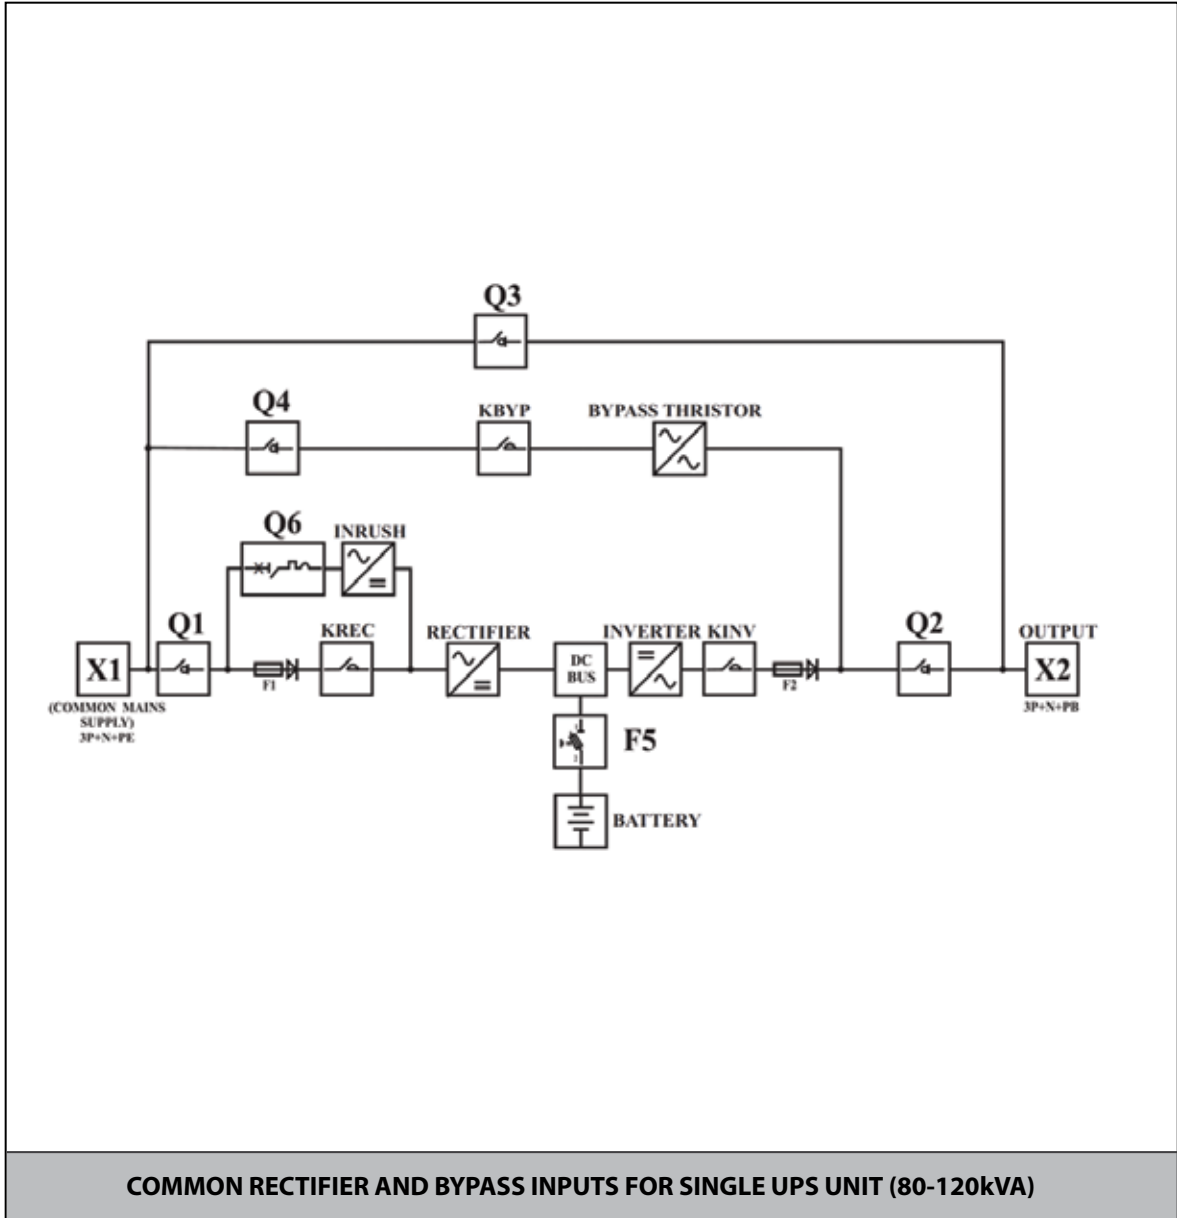 Q3
Q4
KBYP
BYPASS THRISTOR
Q6
INRUSH
Q1
KREC
RECTIFIER
INVERTER
KINV
Q2
OUTPUT
X1
F1
DC
BUS
F2
X2
(COMMON MAINS
SUPPLY)
3P+N+PE
3P+N+PB
1
2
F5
BATTERY
COMMON RECTIFIER AND BYPASS INPUTS FOR SINGLE UPS UNIT (80-120kVA)